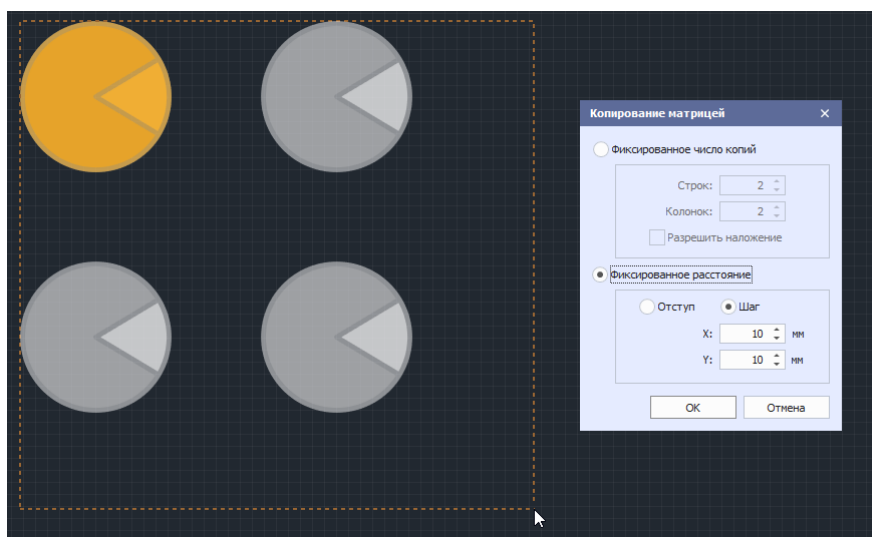 Копирование матрицей
Фиксированное число копий
Строк: 2
Колонок: 2
Разрешить наложение
Фиксированное расстояние
Отступ Шаг
X: 10 мм
Y: 10 мм
OK Отмена